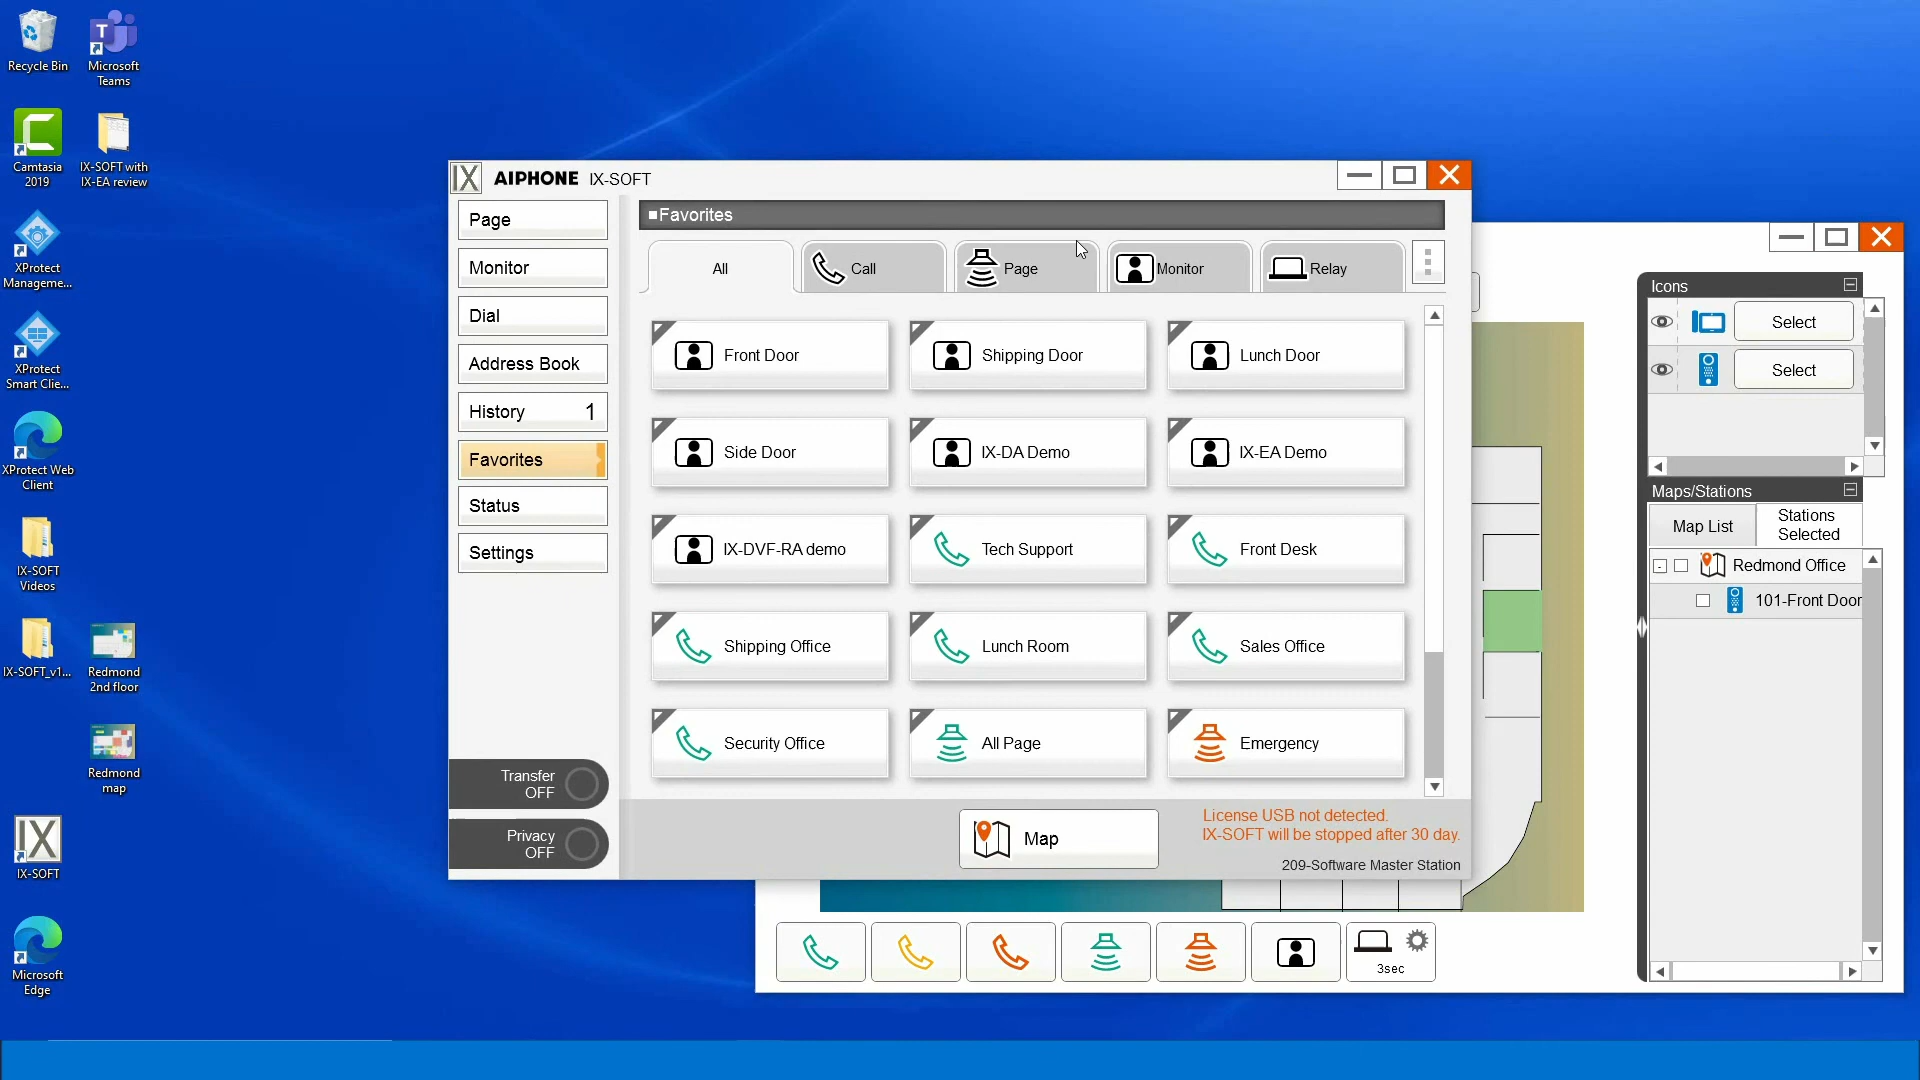 Recycle Bin
Microsoft
Teams
Camtasia
2019
IX-SOFT with
IX-EA review
XProtect
Manageme...
XProtect
Smart Clie...
XProtect Web
Client
IX-SOFT
Videos
IX-SOFT_v1...
Redmond
2nd floor
Redmond
map
IX-SOFT
Microsoft
Edge
IX AIPHONE IX-SOFT
Page
Monitor
Dial
Address Book
History 1
Favorites
Status
Settings
Transfer
OFF
Privacy
OFF
■Favorites
All
Call
Page
Monitor
Relay
Front Door
Shipping Door
Lunch Door
Side Door
IX-DA Demo
IX-EA Demo
IX-DVF-RA demo
Tech Support
Front Desk
Shipping Office
Lunch Room
Sales Office
Security Office
All Page
Emergency
Map
License USB not detected.
IX-SOFT will be stopped after 30 day.
209-Software Master Station
3sec
Icons
Select
Select
Maps/Stations
Map List
Stations
Selected
Redmond Office
101-Front Door